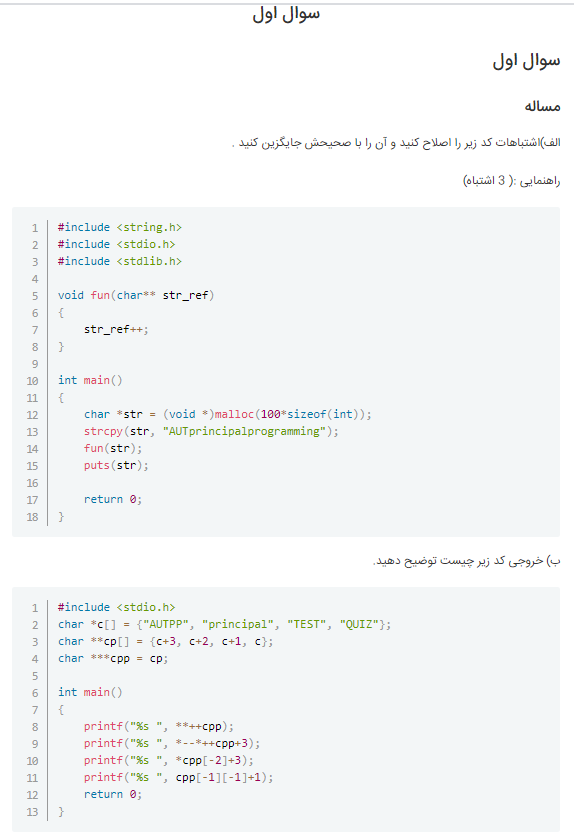 سوال اول
سوال اول
مساله
الف)اشتباهات کد زیر را اصلاح کنید و آن را با صحیحش جایگزین کنید .
راهنمایی :( 3 اشتباه)
1 #include <string.h>
2 #include <stdio.h>
3 #include <stdlib.h>
4
5 void fun(char** str_ref)
6 {
7     str_ref++;
8 }
9
10 int main()
11 {
12     char *str = (void *)malloc(100*sizeof(int));
13     strcpy(str, "AUTprincipalprogramming");
14     fun(str);
15     puts(str);
16
17     return 0;
18 }
ب) خروجی کد زیر چیست توضیح دهید.
1 #include <stdio.h>
2 char *c[] = {"AUTPP", "principal", "TEST", "QUIZ"};
3 char **cp[] = {c+3, c+2, c+1, c};
4 char ***cpp = cp;
5
6 int main()
7 {
8     printf("%s ", **++cpp);
9     printf("%s ", *--*++cpp+3);
10     printf("%s ", *cpp[-2]+3);
11     printf("%s ", cpp[-1][-1]+1);
12     return 0;
13 }